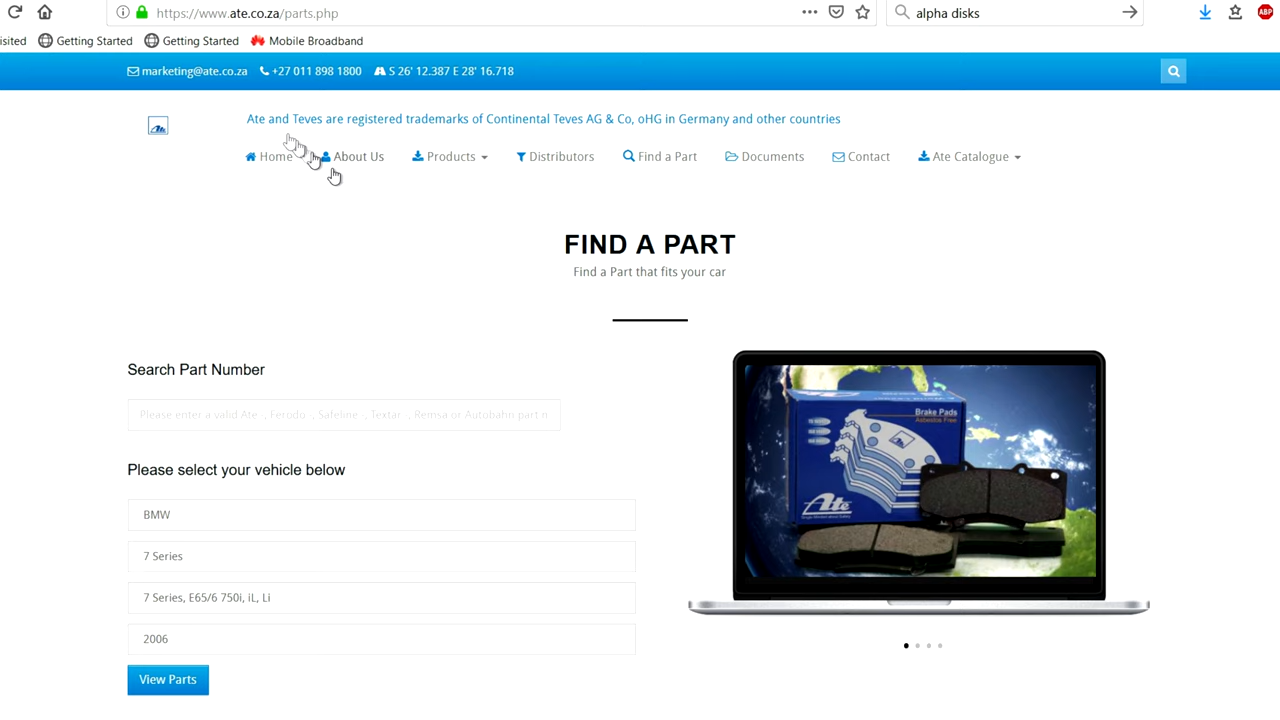 https://www.ate.co.za/parts.php
alpha disks
ABP
isited
Getting Started
Getting Started
Mobile Broadband
marketing@ate.co.za
+27 011 898 1800
S 26' 12.387 E 28' 16.718
Ate
Ate and Teves are registered trademarks of Continental Teves AG & Co, oHG in Germany and other countries
Home
About Us
Products
Distributors
Find a Part
Documents
Contact
Ate Catalogue
FIND A PART
Find a Part that fits your car
Search Part Number
Please enter a valid Ate -, Ferodo -, Safeline -, Textar -, Remsa or Autobahn part n
Please select your vehicle below
BMW
7 Series
7 Series, E65/6 750i, iL, Li
2006
View Parts
Brake Pads
Asbestos Free
Ate